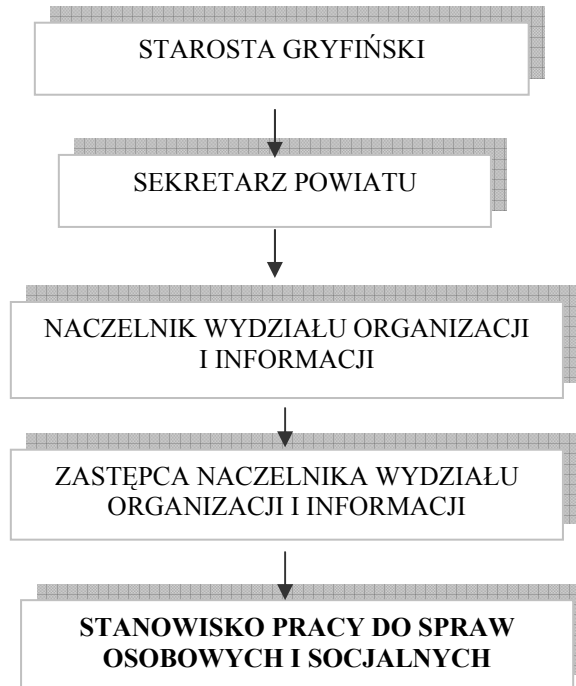 STAROSTA GRYFIŃSKI
SEKRETARZ POWIATU
NACZELNIK WYDZIAŁU ORGANIZACJI
I INFORMACJI
ZASTĘPCA NACZELNIKA WYDZIAŁU
ORGANIZACJI I INFORMACJI
STANOWISKO PRACY DO SPRAW
OSOBOWYCH I SOCJALNYCH